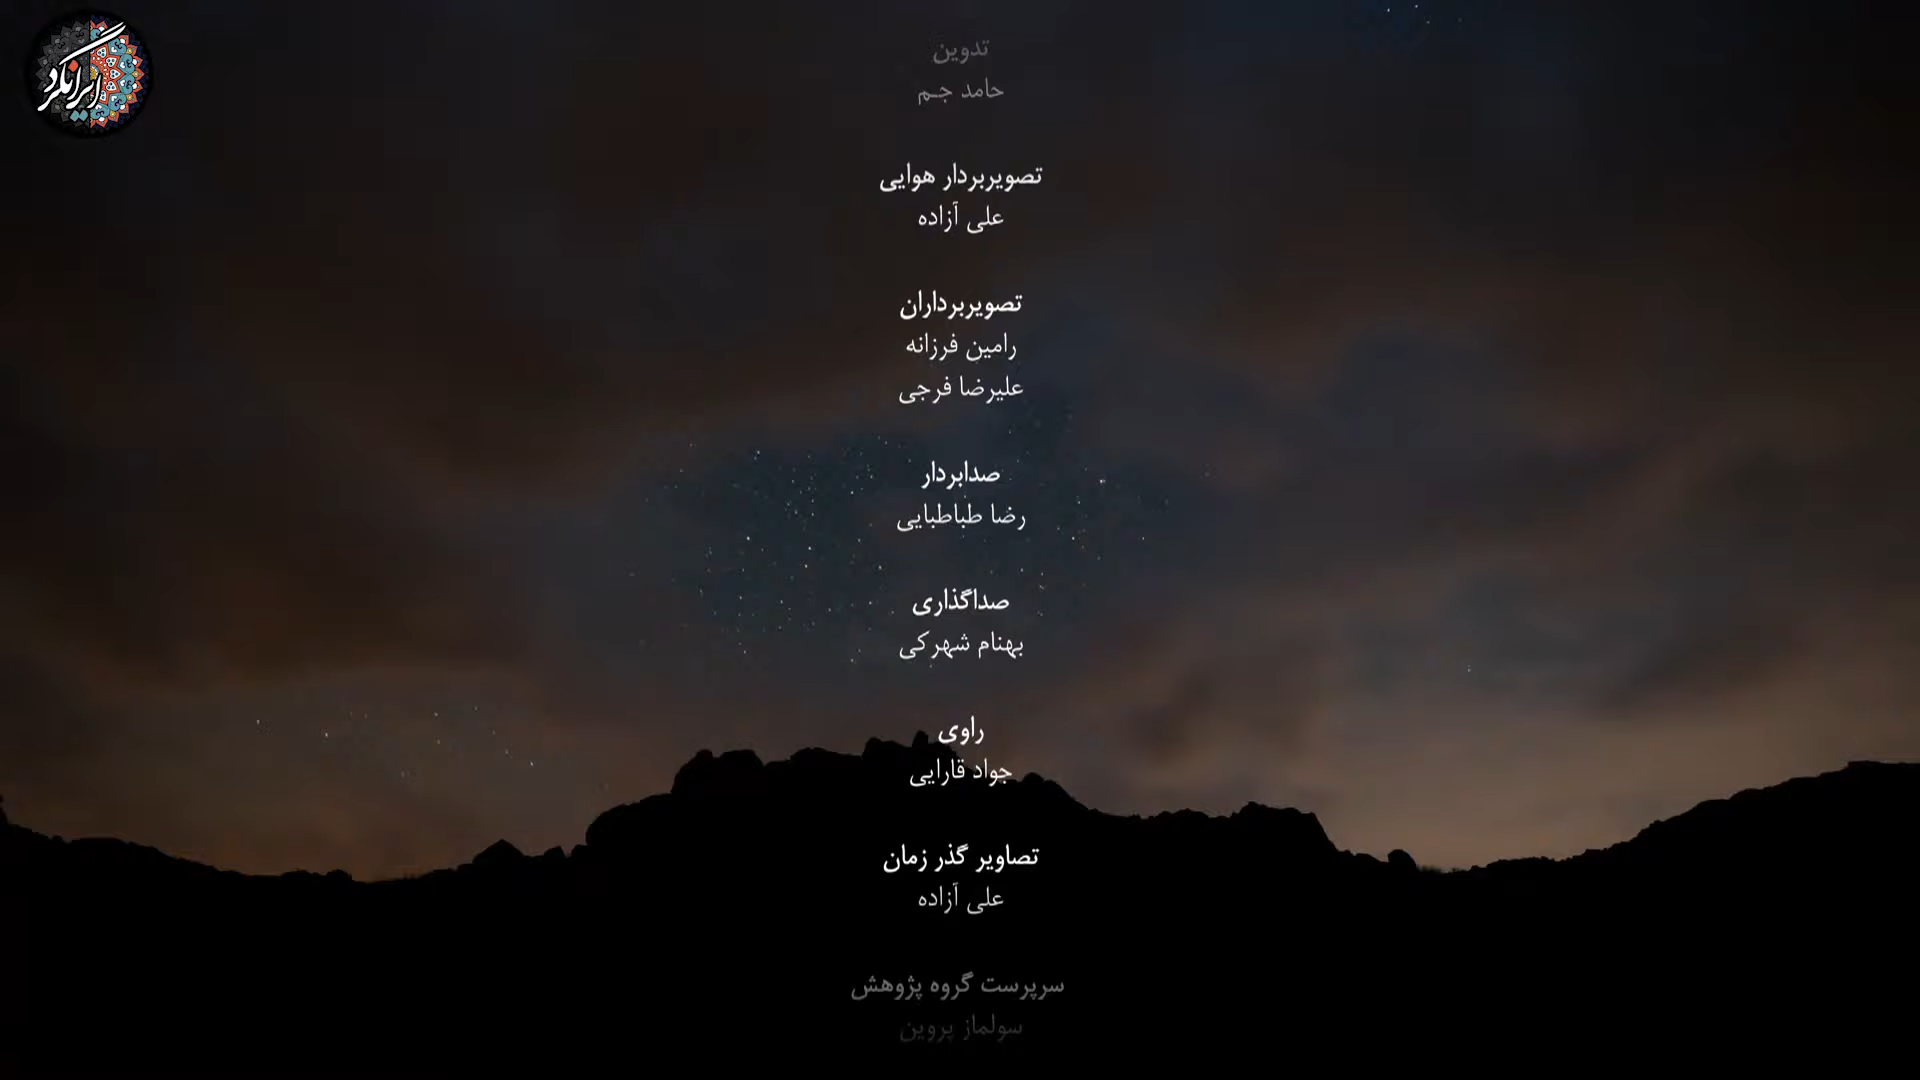 ایرانگرد
تدوین
حامد جم
تصویربردار هوایی
علی آزاده
تصویربرداران
رامین فرزانه
علیرضا فرجی
صدابردار
رضا طباطبایی
صداگذاری
بهنام شهرکی
راوی
جواد قارایی
تصاویر گذر زمان
علی آزاده
سرپرست گروه پژوهش
سولماز پروین